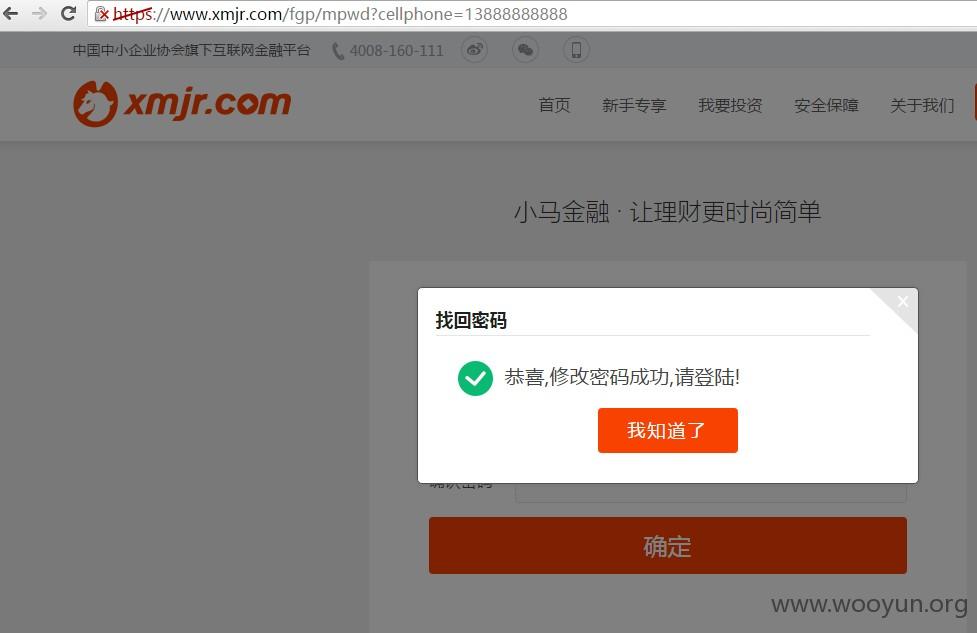 https://www.xmjr.com/fgp/mpwd?cellphone=13888888888
中国中小企业协会旗下互联网金融平台 4008-160-111
xmjr.com
首页 新手专享 我要投资 安全保障 关于我们
小马金融 · 让理财更时尚简单
找回密码
恭喜,修改密码成功,请登陆!
我知道了
确认密码
确定
www.wooyun.org